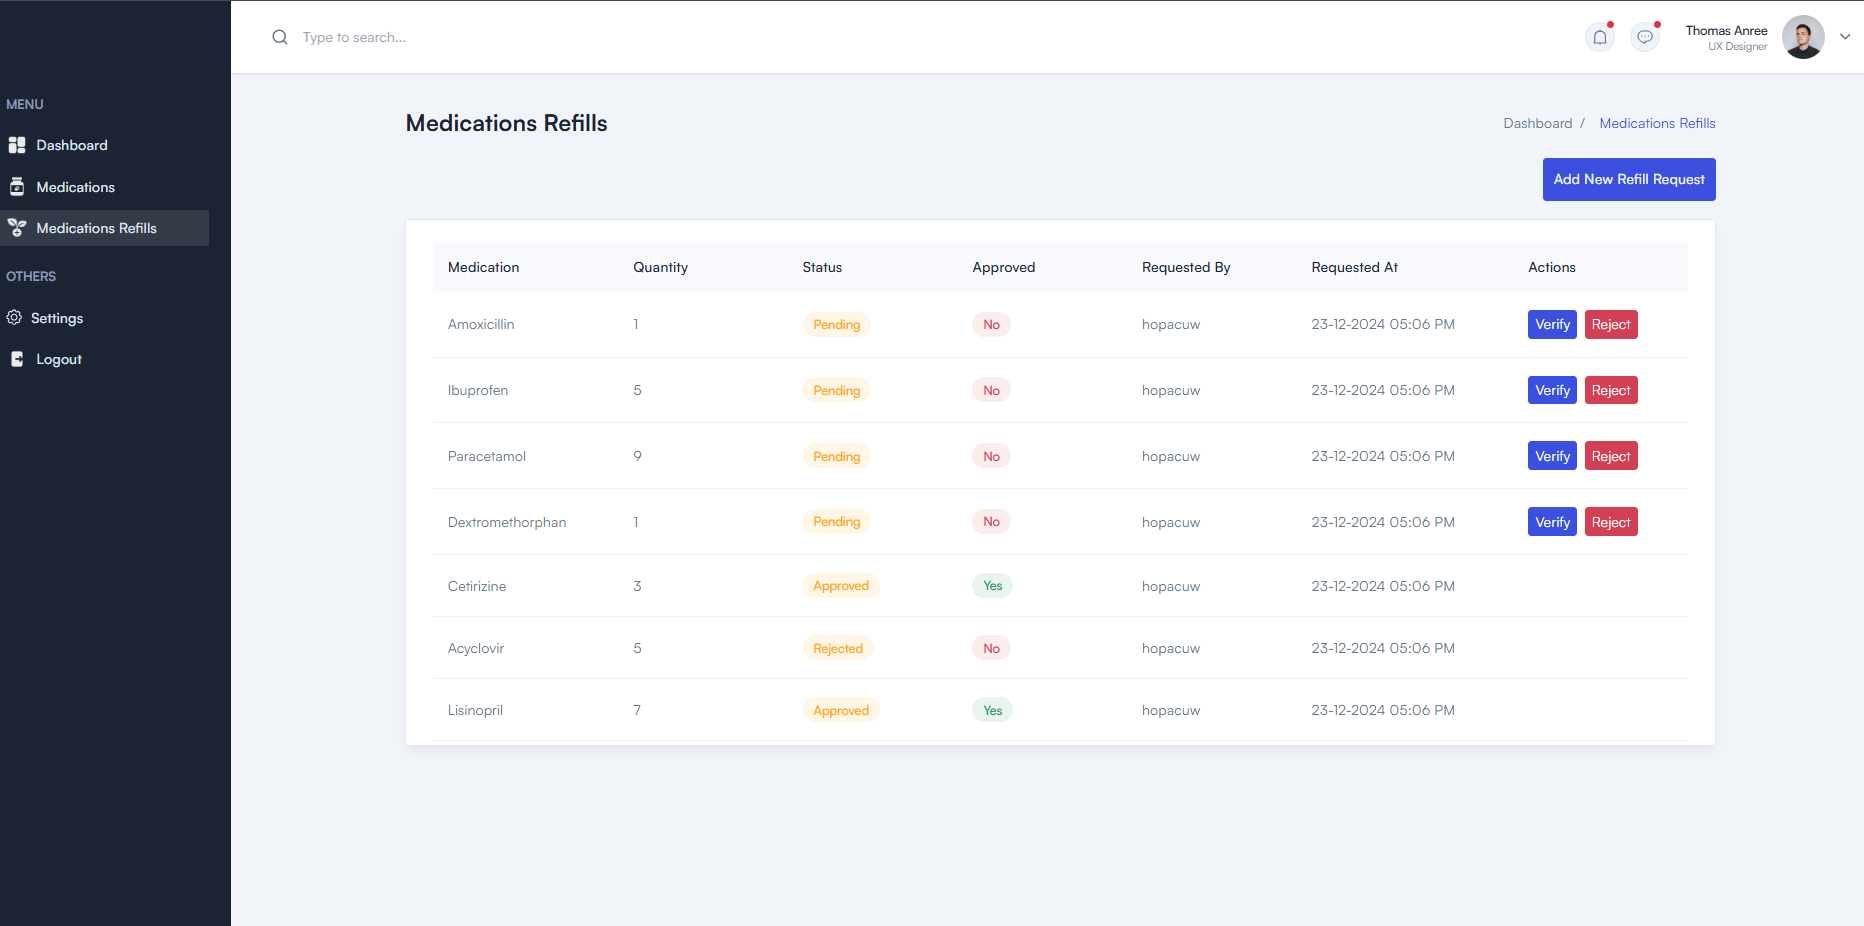 Type to search...
Thomas Anree
UX Designer
MENU
Dashboard
Medications
Medications Refills
OTHERS
Settings
Logout
Medications Refills
Dashboard / Medications Refills
Add New Refill Request
Medication Quantity Status Approved Requested By Requested At Actions
Amoxicillin 1 Pending No hopacuw 23-12-2024 05:06 PM Verify Reject
Ibuprofen 5 Pending No hopacuw 23-12-2024 05:06 PM Verify Reject
Paracetamol 9 Pending No hopacuw 23-12-2024 05:06 PM Verify Reject
Dextromethorphan 1 Pending No hopacuw 23-12-2024 05:06 PM Verify Reject
Cetirizine 3 Approved Yes hopacuw 23-12-2024 05:06 PM
Acyclovir 5 Rejected No hopacuw 23-12-2024 05:06 PM
Lisinopril 7 Approved Yes hopacuw 23-12-2024 05:06 PM